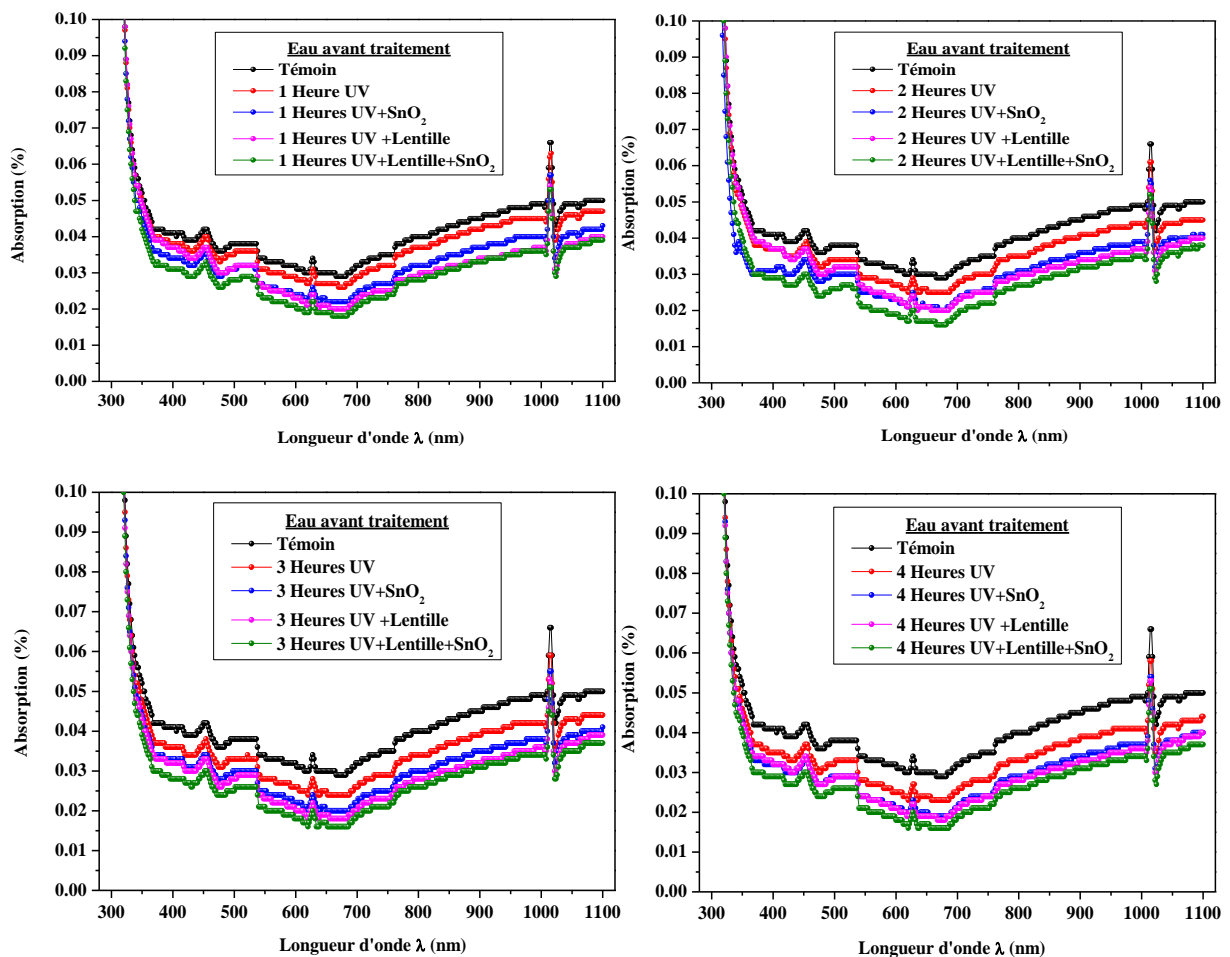 0.10
0.09
0.08
0.07
0.06
0.05
0.04
0.03
0.02
0.01
0.00
Absorption (%)
Eau avant traitement
Témoin
1 Heure UV
1 Heures UV+SnO₂
1 Heures UV +Lentille
1 Heures UV+Lentille+SnO₂
300 400 500 600 700 800 900 1000 1100
Longueur d'onde λ (nm)
0.10
0.09
0.08
0.07
0.06
0.05
0.04
0.03
0.02
0.01
0.00
Absorption (%)
Eau avant traitement
Témoin
2 Heures UV
2 Heures UV+SnO₂
2 Heures UV +Lentille
2 Heures UV+Lentille+SnO₂
300 400 500 600 700 800 900 1000 1100
Longueur d'onde λ (nm)
0.10
0.09
0.08
0.07
0.06
0.05
0.04
0.03
0.02
0.01
0.00
Absorption (%)
Eau avant traitement
Témoin
3 Heures UV
3 Heures UV+SnO₂
3 Heures UV +Lentille
3 Heures UV+Lentille+SnO₂
300 400 500 600 700 800 900 1000 1100
Longueur d'onde λ (nm)
0.10
0.09
0.08
0.07
0.06
0.05
0.04
0.03
0.02
0.01
0.00
Absorption (%)
Eau avant traitement
Témoin
4 Heures UV
4 Heures UV+SnO₂
4 Heures UV +Lentille
4 Heures UV+Lentille+SnO₂
300 400 500 600 700 800 900 1000 1100
Longueur d'onde λ (nm)